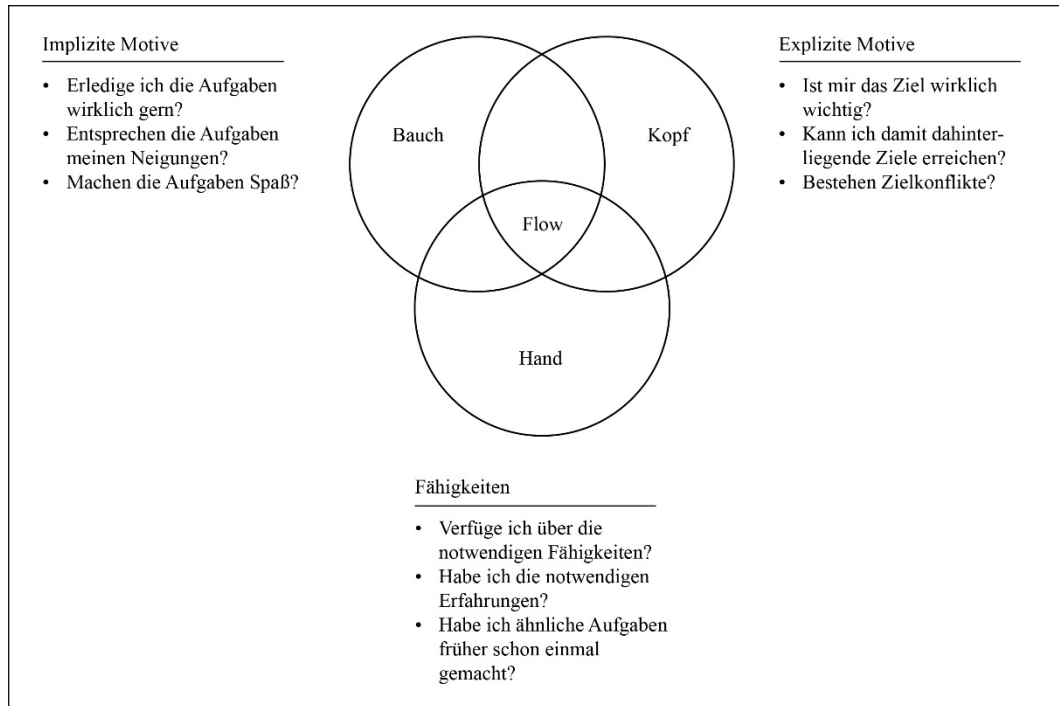 Implizite Motive
• Erledige ich die Aufgaben
wirklich gern?
• Entsprechen die Aufgaben
meinen Neigungen?
• Machen die Aufgaben Spaß?
Bauch
Kopf
Flow
Hand
Explizite Motive
• Ist mir das Ziel wirklich
wichtig?
• Kann ich damit dahinter-
liegende Ziele erreichen?
• Bestehen Zielkonflikte?
Fähigkeiten
• Verfüge ich über die
notwendigen Fähigkeiten?
• Habe ich die notwendigen
Erfahrungen?
• Habe ich ähnliche Aufgaben
früher schon einmal
gemacht?